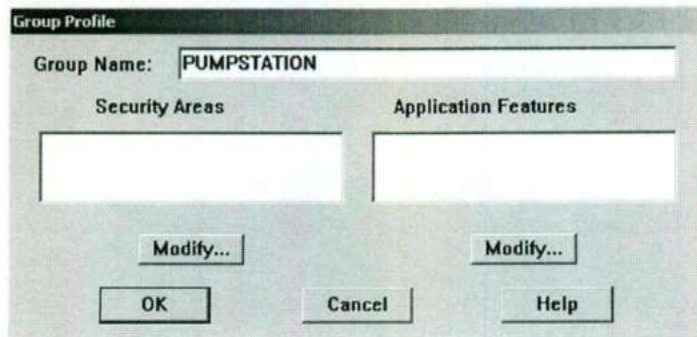 Group Profile
Group Name: PUMPSTATION
Security Areas Application Features
Modify... Modify...
OK Cancel Help